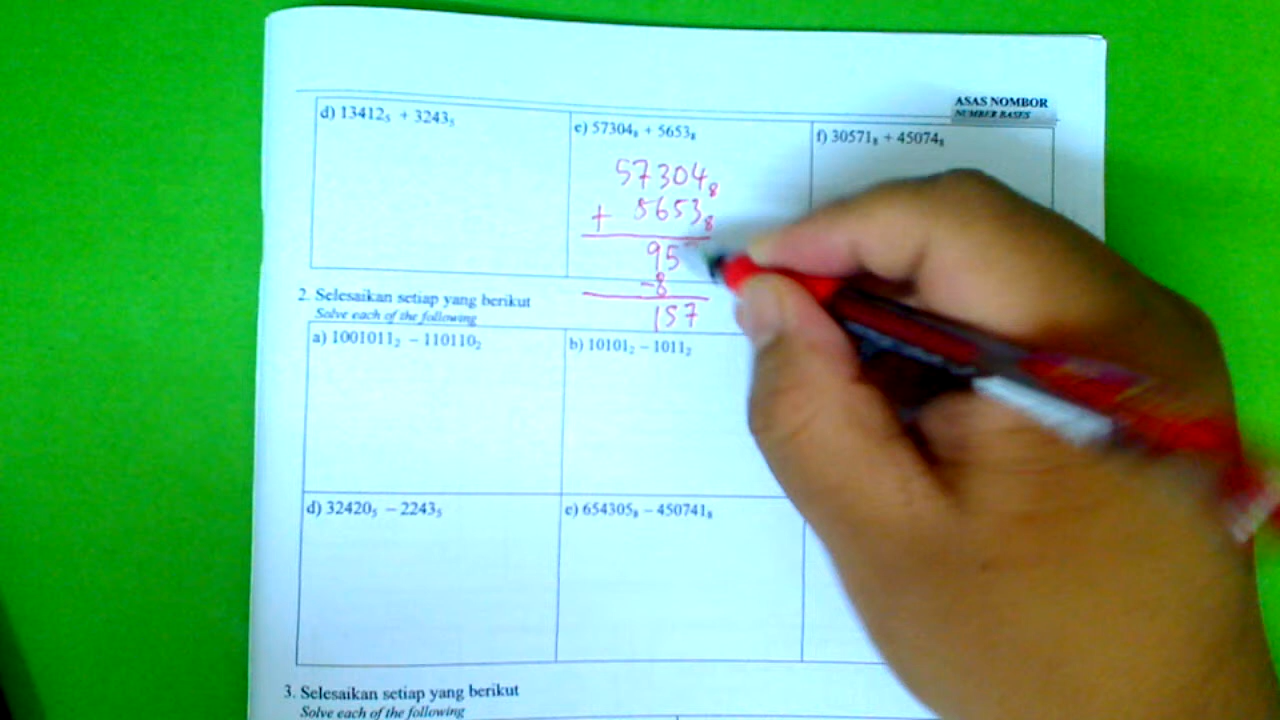 ASAS NOMBOR
NUMBER BASES
d) 13412₅ + 3243₅
e) 57304₈ + 5653₈
f) 30571₈ + 45074₈
57304₈
+ 5653₈
95
-8
157
2. Selesaikan setiap yang berikut
Solve each of the following
a) 1001011₂ − 110110₂
b) 10101₂ − 1011₂
d) 32420₅ − 2243₅
e) 654305₈ − 450741₈
3. Selesaikan setiap yang berikut
Solve each of the following